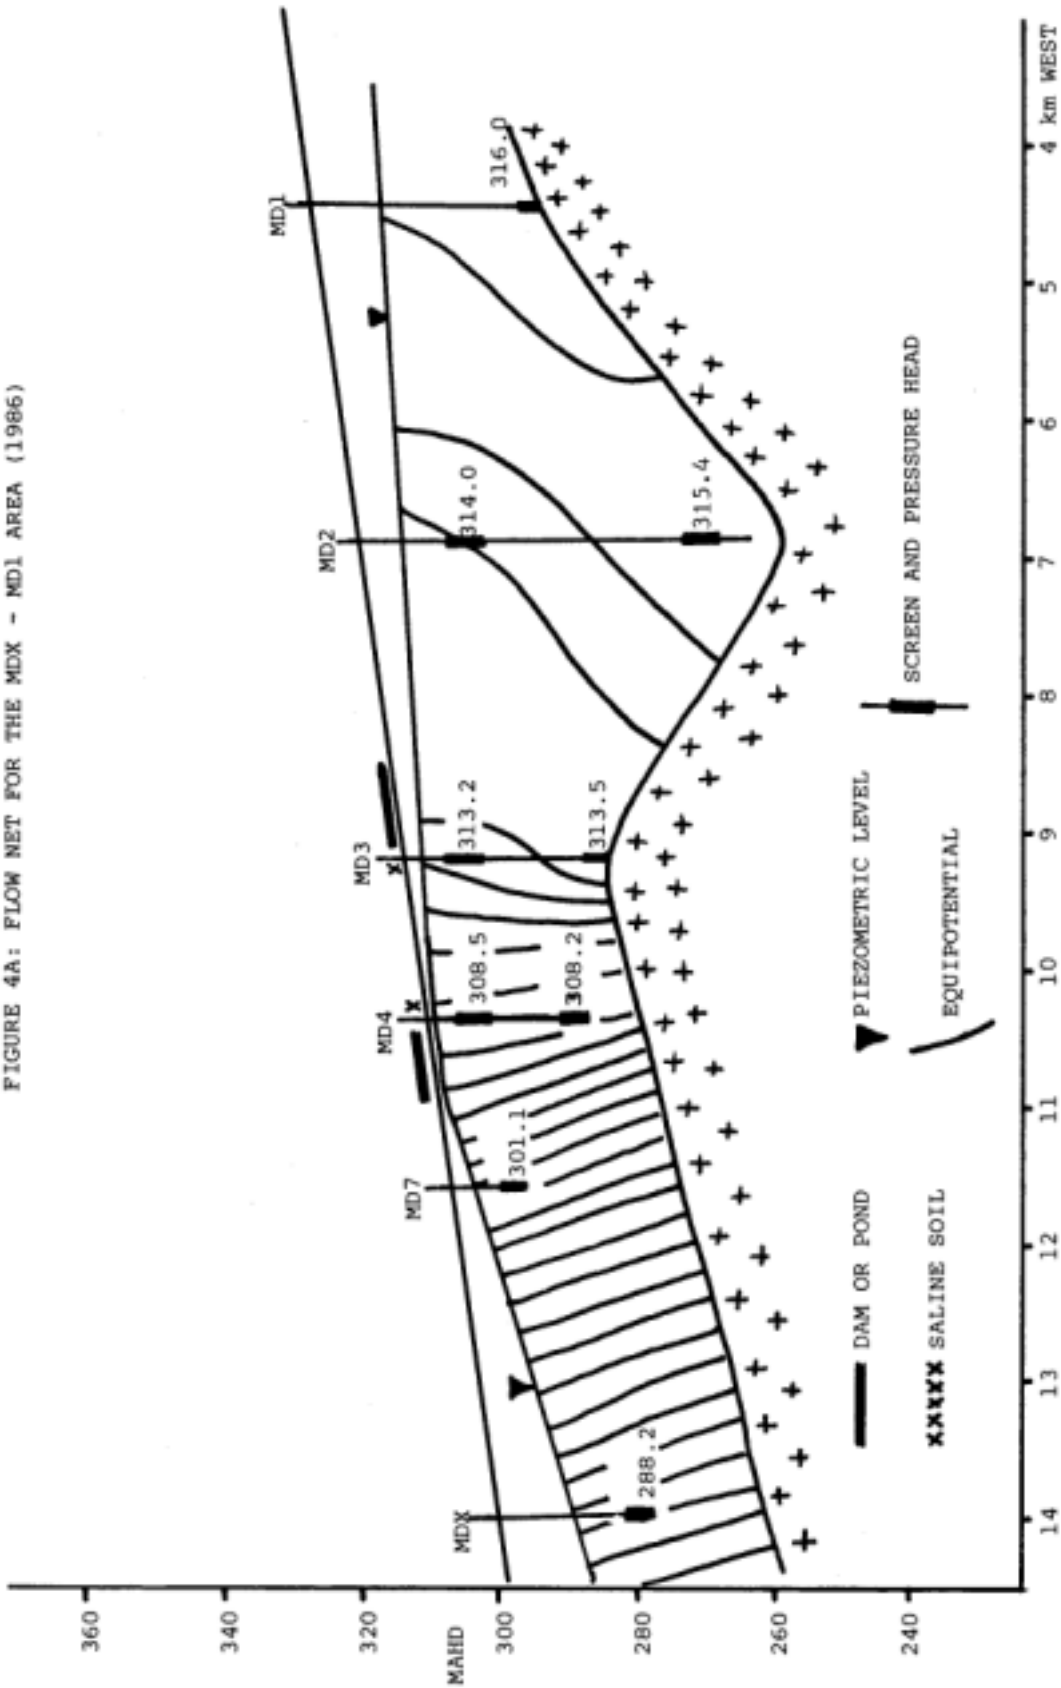 FIGURE 4A: FLOW NET FOR THE MDX - MD1 AREA (1986)
MAHD
360
340
320
300
280
260
240
MDX
MD7
MD4
MD3
MD2
MD1
288.2
301.1
308.5
308.2
313.2
313.5
314.0
315.4
316.0
DAM OR POND
PIEZOMETRIC LEVEL
SCREEN AND PRESSURE HEAD
xxxxx SALINE SOIL
EQUIPOTENTIAL
14
13
12
11
10
9
8
7
6
5
4 km WEST